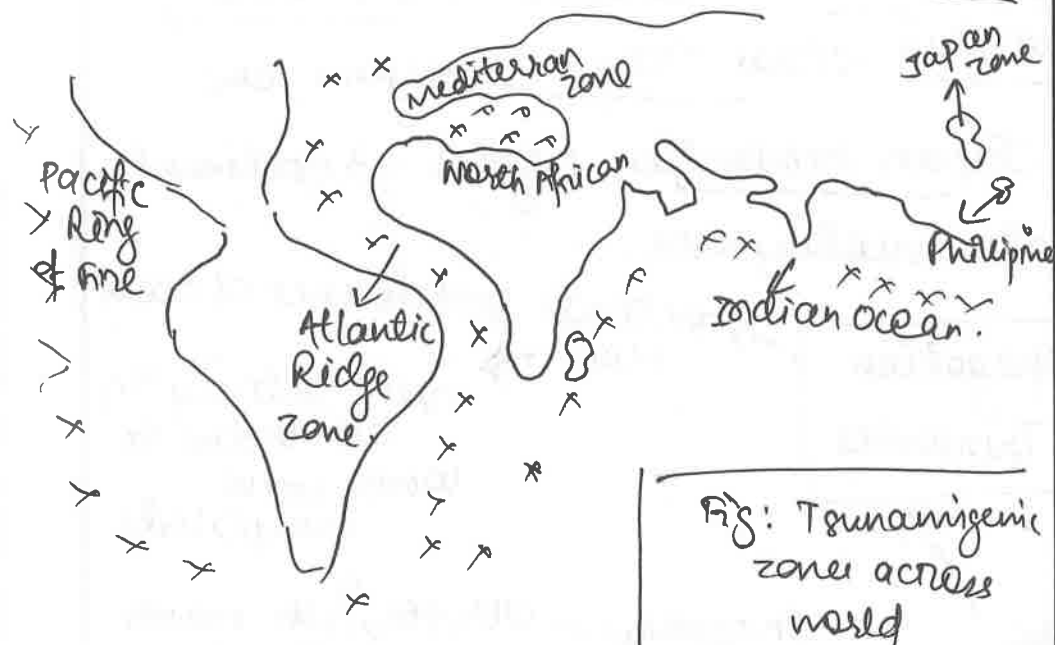 Japan
zone
Mediterran
zone
North African
Pacific
Ring
of Fire
Phillipine
Indian Ocean.
Atlantic
Ridge
zone.
Fig: Tsunamigenic
zones across
world